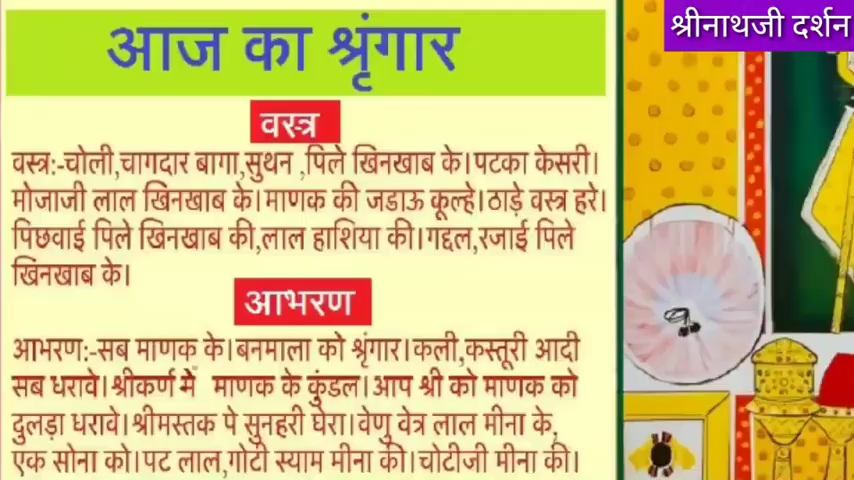 श्रीनाथजी दर्शन
आज का श्रृंगार
वस्त्र
वस्त्र:-चोली,चागदार बागा,सुथन ,पिले खिनखाब के।पटका केसरी।
मोजाजी लाल खिनखाब के।माणक की जडाऊ कूल्हे।ठाड़े वस्त्र हरे।
पिछवाई पिले खिनखाब की,लाल हाशिया की।गद्दल,रजाई पिले
खिनखाब के।
आभरण
आभरण:-सब माणक के।बनमाला को श्रृंगार।कली,कस्तूरी आदी
सब धरावे।श्रीकर्ण में माणक के कुंडल।आप श्री को माणक को
दुलड़ा धरावे।श्रीमस्तक पे सुनहरी घेरा।वेणु वेत्र लाल मीना के,
एक सोना को।पट लाल,गोटी स्याम मीना की।चोटीजी मीना की।